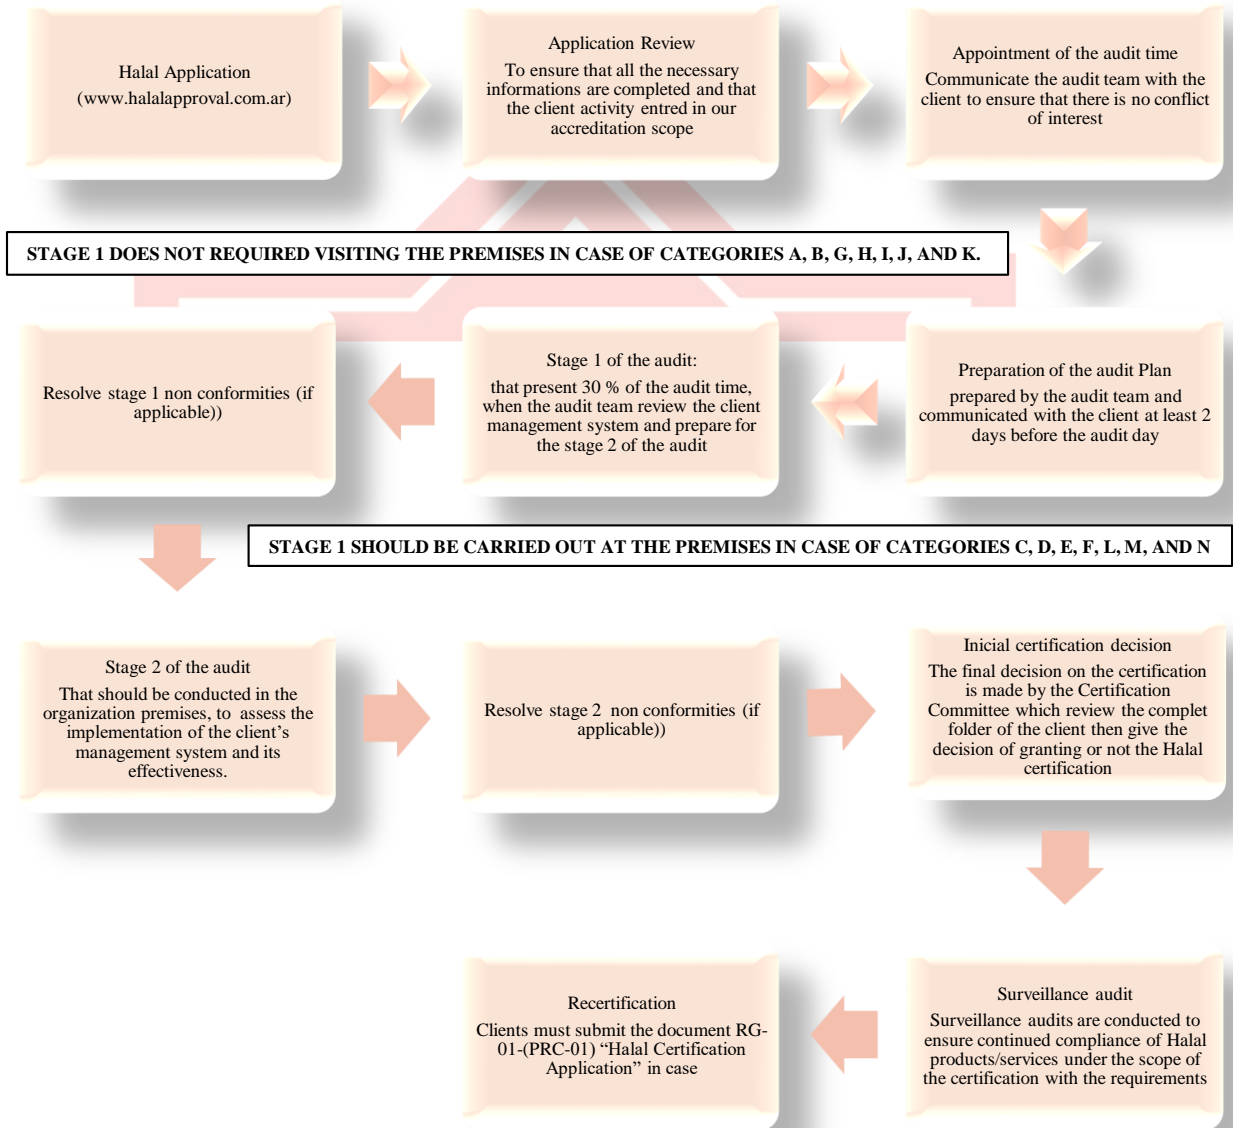 Halal Application
(www.halalapproval.com.ar)
Application Review
To ensure that all the necessary
informations are completed and that
the client activity entred in our
accreditation scope
Appointment of the audit time
Communicate the audit team with the
client to ensure that there is no conflict
of interest
STAGE 1 DOES NOT REQUIRED VISITING THE PREMISES IN CASE OF CATEGORIES A, B, G, H, I, J, AND K.
Preparation of the audit Plan
prepared by the audit team and
communicated with the client at least 2
days before the audit day
Stage 1 of the audit:
that present 30 % of the audit time,
when the audit team review the client
management system and prepare for
the stage 2 of the audit
Resolve stage 1 non conformities (if
applicable))
STAGE 1 SHOULD BE CARRIED OUT AT THE PREMISES IN CASE OF CATEGORIES C, D, E, F, L, M, AND N
Stage 2 of the audit
That should be conducted in the
organization premises, to assess the
implementation of the client’s
management system and its
effectiveness.
Resolve stage 2 non conformities (if
applicable))
Inicial certification decision
The final decision on the certification
is made by the Certification
Committee which review the complet
folder of the client then give the
decision of granting or not the Halal
certification
Surveillance audit
Surveillance audits are conducted to
ensure continued compliance of Halal
products/services under the scope of
the certification with the requirements
Recertification
Clients must submit the document RG-
01-(PRC-01) “Halal Certification
Application” in case